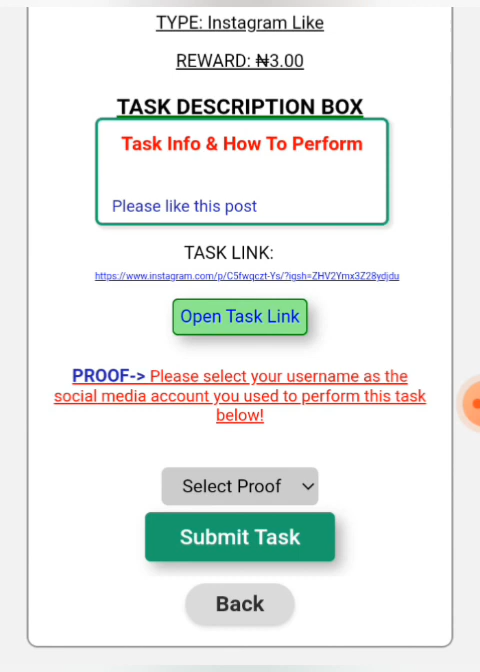 TYPE: Instagram Like
REWARD: ₦3.00
TASK DESCRIPTION BOX
Task Info & How To Perform
Please like this post
TASK LINK:
https://www.instagram.com/p/C5fwqczt-Ys/?igsh=ZHV2Ymx3Z28ydjdu
Open Task Link
PROOF-> Please select your username as the
social media account you used to perform this task
below!
Select Proof
Submit Task
Back